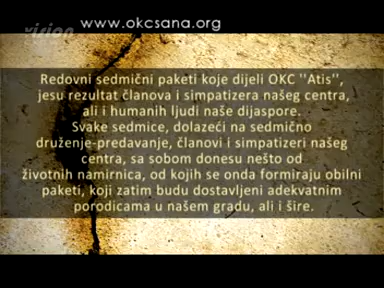 vision
www.okcsana.org
Redovni sedmični paketi koje dijeli OKC ''Atis'',
jesu rezultat članova i simpatizera našeg centra,
ali i humanih ljudi naše dijaspore.
Svake sedmice, dolazeći na sedmično
druženje-predavanje, članovi i simpatizeri našeg
centra, sa sobom donesu nešto od
životnih namirnica, od kojih se onda formiraju obilni
paketi, koji zatim budu dostavljeni adekvatnim
porodicama u našem gradu, ali i šire.